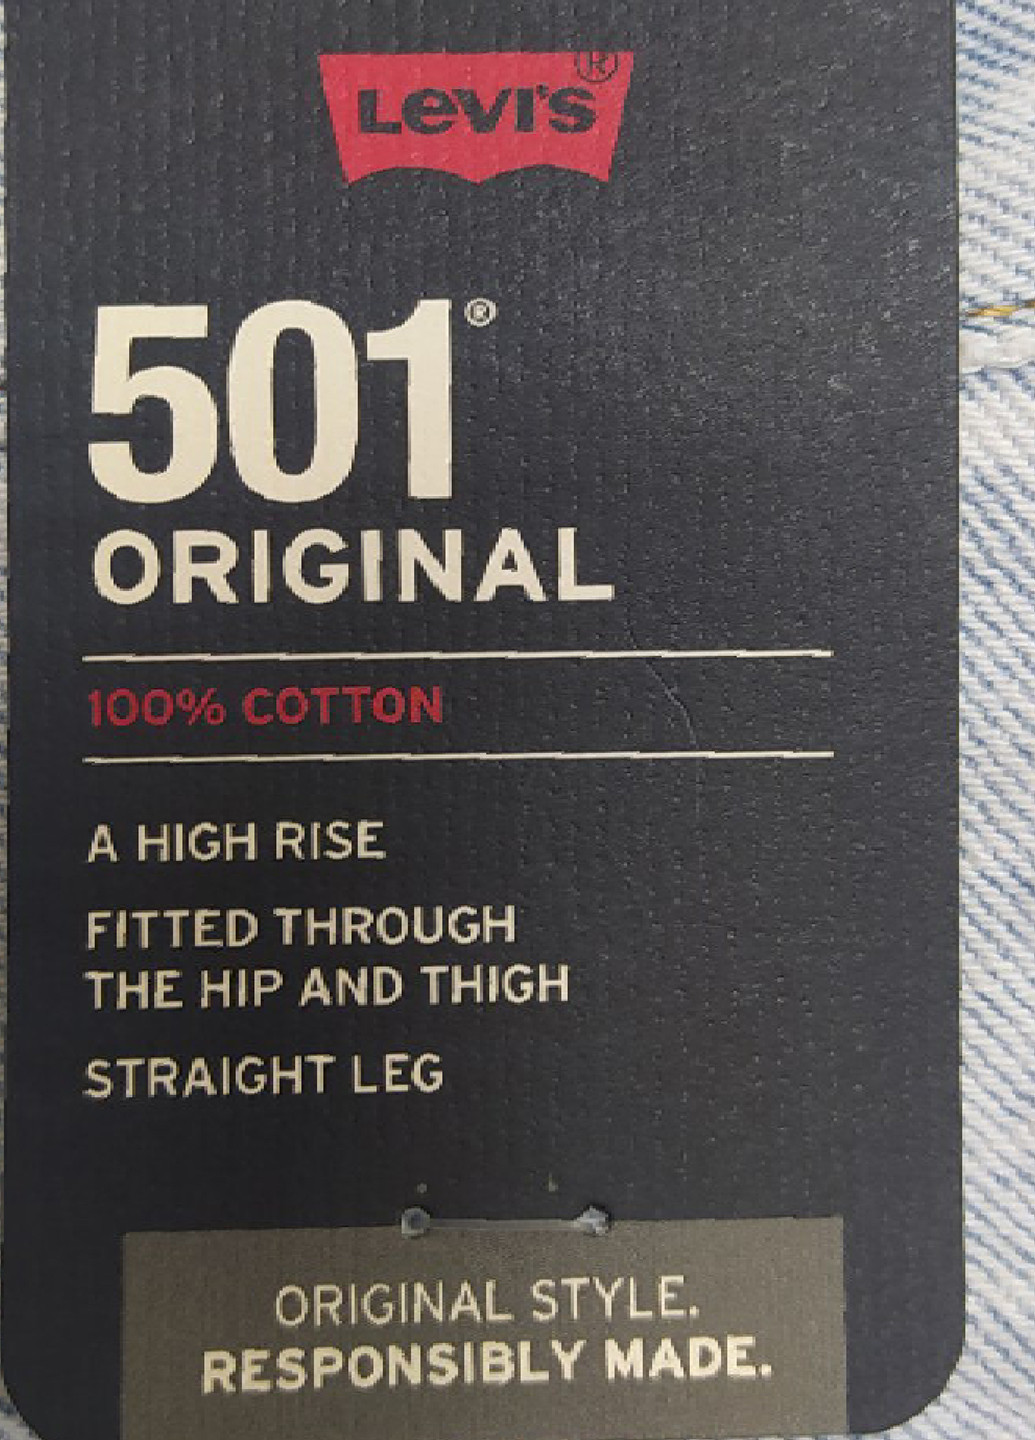 Levi's®
501®
ORIGINAL
100% COTTON
A HIGH RISE
FITTED THROUGH
THE HIP AND THIGH
STRAIGHT LEG
ORIGINAL STYLE.
RESPONSIBLY MADE.